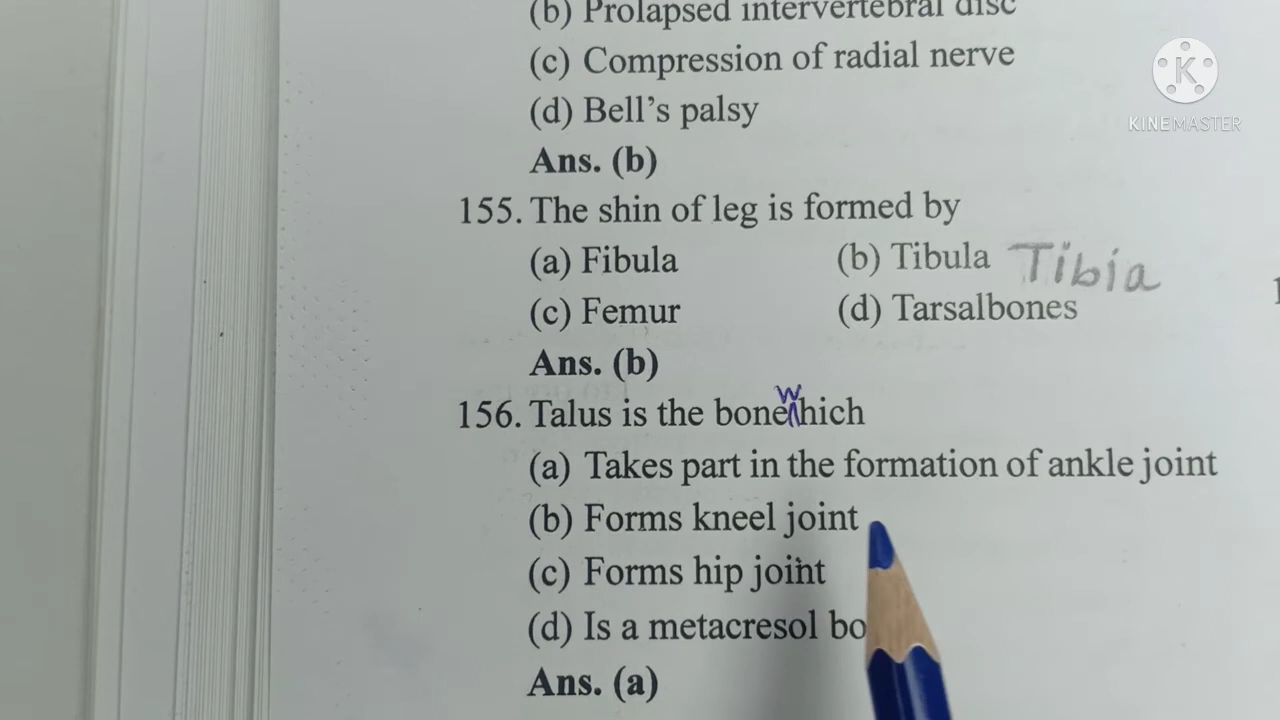 (b) Prolapsed intervertebral disc
(c) Compression of radial nerve
KINEMASTER
(d) Bell's palsy
Ans. (b)
155. The shin of leg is formed by
(a) Fibula (b) Tibula Tibia
(c) Femur (d) Tarsalbones
Ans. (b)
156. Talus is the bone which
(a) Takes part in the formation of ankle joint
(b) Forms kneel joint
(c) Forms hip joint
(d) Is a metacresol bo
Ans. (a)